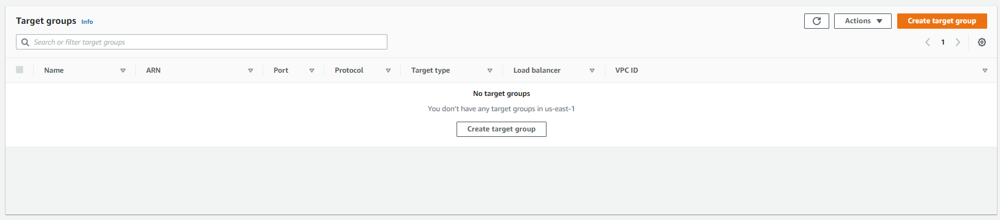 Target groups Info
Actions
Create target group
Search or filter target groups
1
Name ARN Port Protocol Target type Load balancer VPC ID
No target groups
You don't have any target groups in us-east-1
Create target group